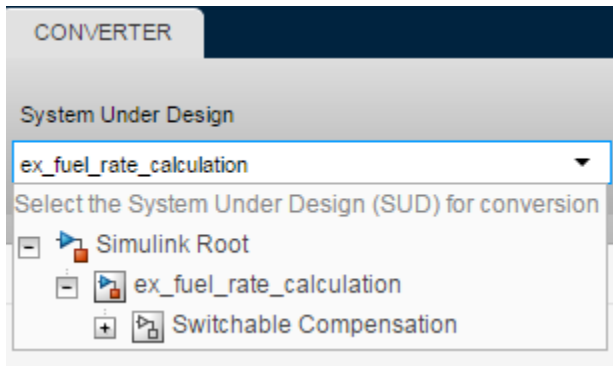 CONVERTER
System Under Design
ex_fuel_rate_calculation
Select the System Under Design (SUD) for conversion
Simulink Root
ex_fuel_rate_calculation
Switchable Compensation